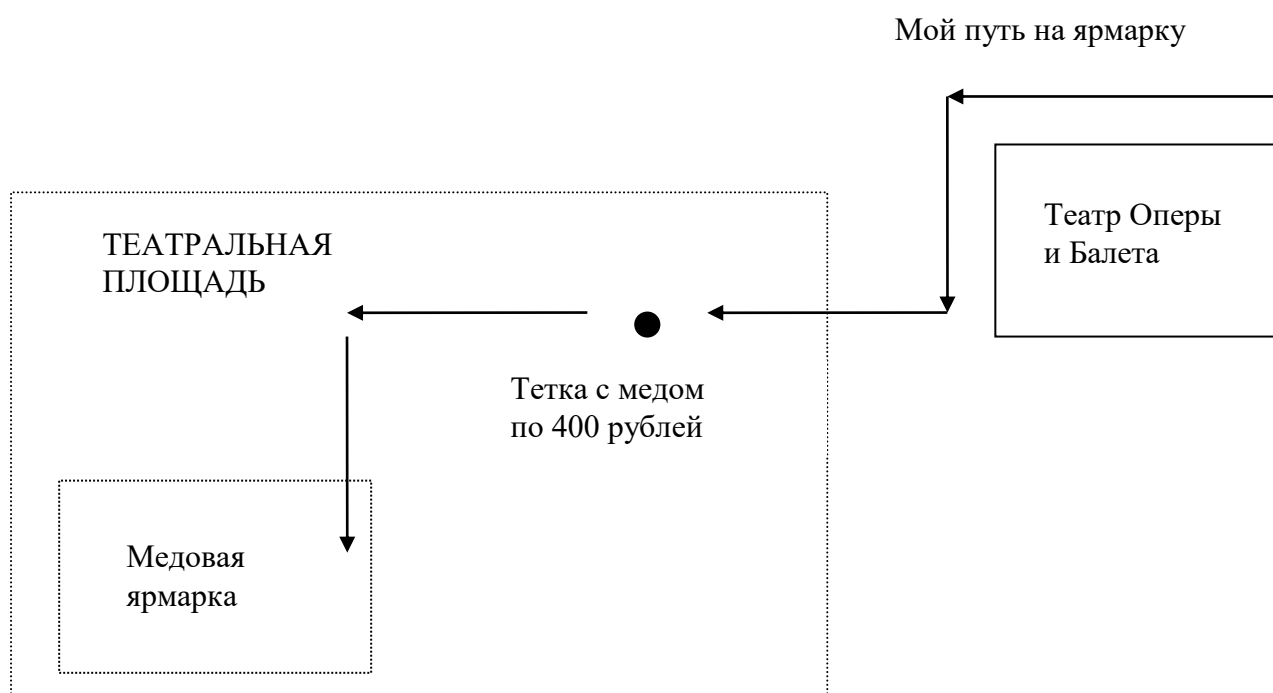 Мой путь на ярмарку
Театр Оперы
и Балета
ТЕАТРАЛЬНАЯ
ПЛОЩАДЬ
Тетка с медом
по 400 рублей
Медовая
ярмарка